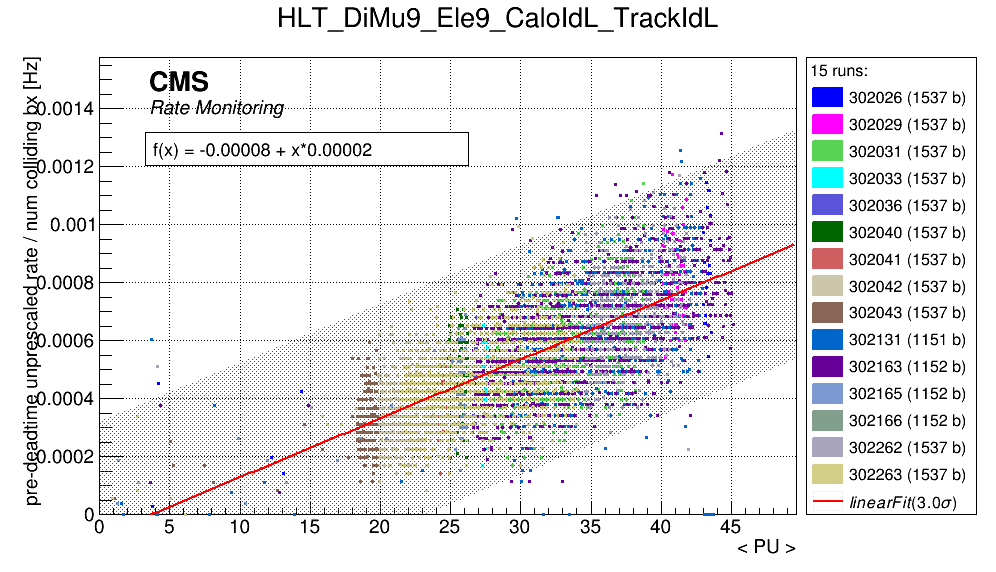 HLT_DiMu9_Ele9_CaloIdL_TrackIdL
pre-deadtime unprescaled rate / num colliding bx [Hz]
CMS
Rate Monitoring
f(x) = -0.00008 + x*0.00002
0.0014
0.0012
0.001
0.0008
0.0006
0.0004
0.0002
0
0 5 10 15 20 25 30 35 40 45
< PU >
15 runs:
302026 (1537 b)
302029 (1537 b)
302031 (1537 b)
302033 (1537 b)
302036 (1537 b)
302040 (1537 b)
302041 (1537 b)
302042 (1537 b)
302043 (1537 b)
302131 (1151 b)
302163 (1152 b)
302165 (1152 b)
302166 (1152 b)
302262 (1537 b)
302263 (1537 b)
linearFit(3.0σ)